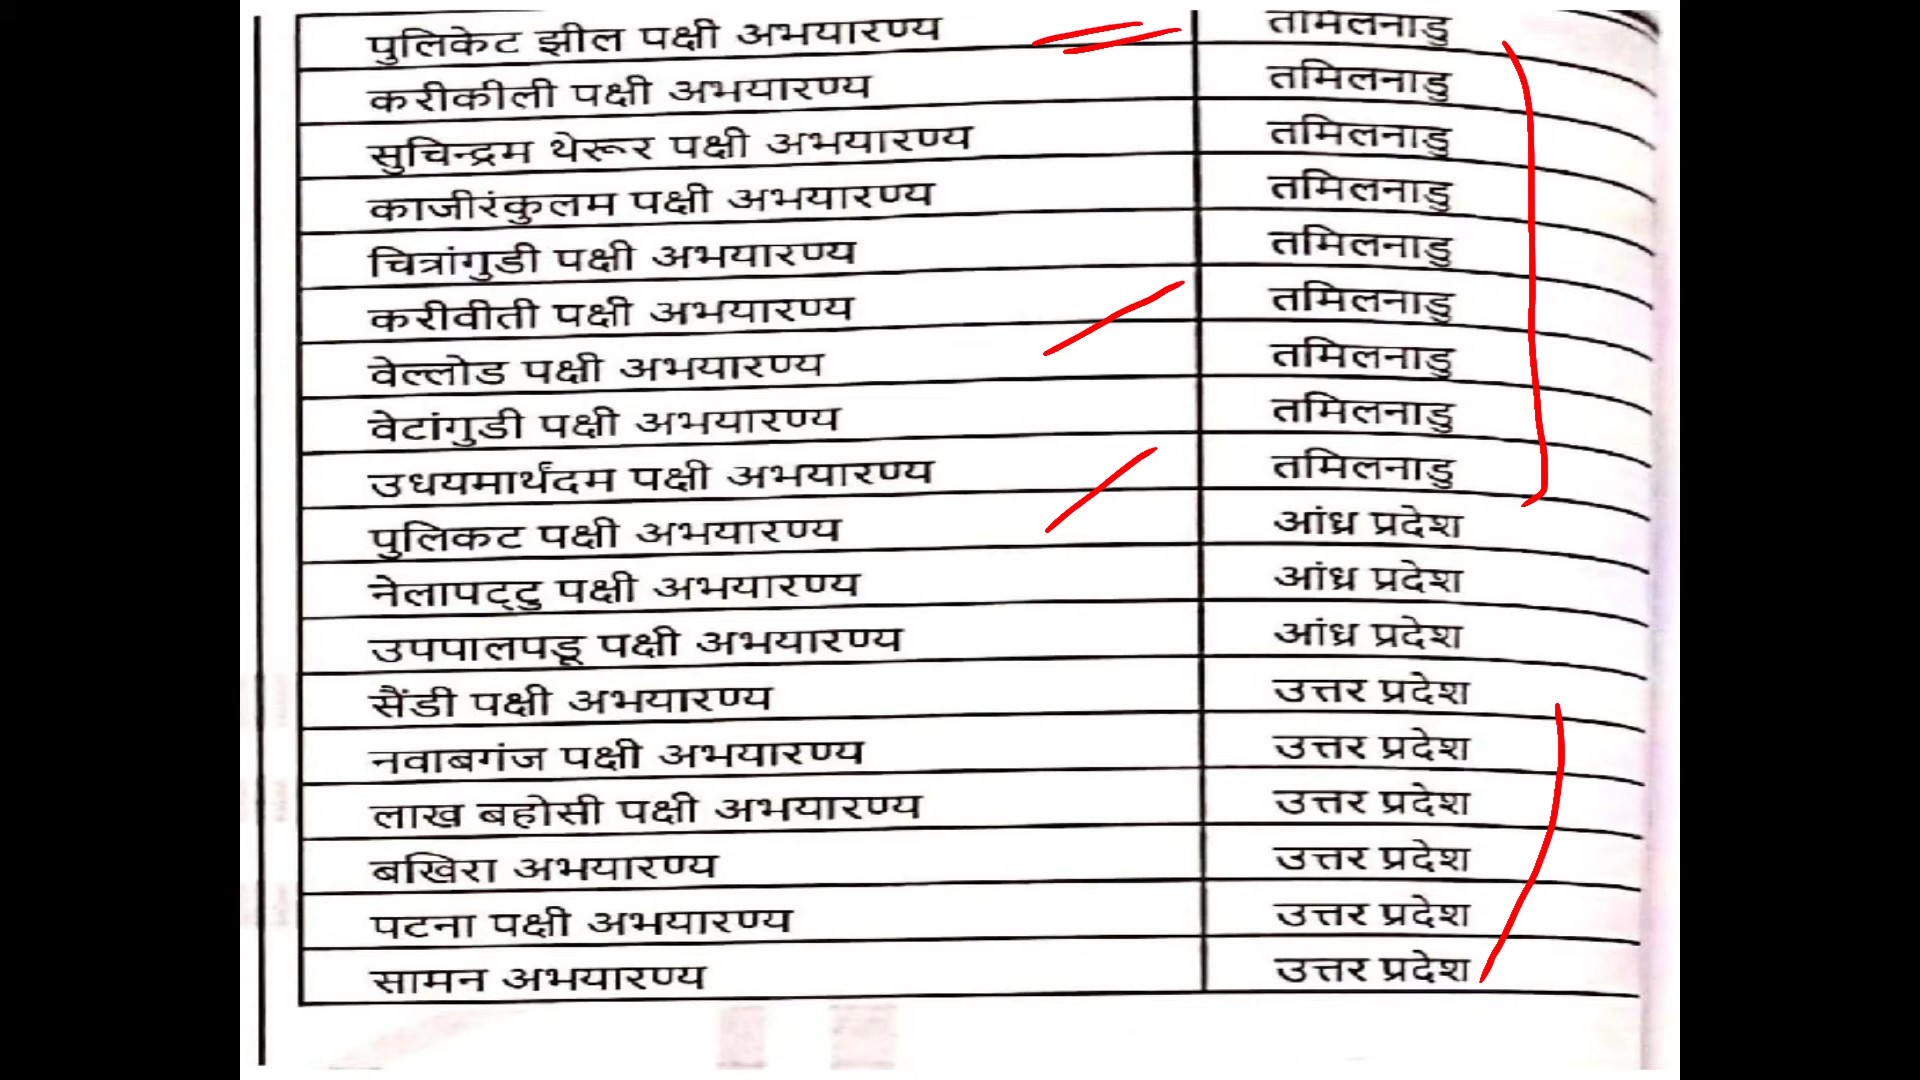 पुलिकेट झील पक्षी अभयारण्य तमिलनाडु
करीकीली पक्षी अभयारण्य तमिलनाडु
सुचिन्द्रम थेरूर पक्षी अभयारण्य तमिलनाडु
काजीरंकुलम पक्षी अभयारण्य तमिलनाडु
चित्रांगुडी पक्षी अभयारण्य तमिलनाडु
करीवीती पक्षी अभयारण्य तमिलनाडु
वेल्लोड पक्षी अभयारण्य तमिलनाडु
वेटांगुडी पक्षी अभयारण्य तमिलनाडु
उधयमार्थंदम पक्षी अभयारण्य तमिलनाडु
पुलिकट पक्षी अभयारण्य आंध्र प्रदेश
नेलापट्टु पक्षी अभयारण्य आंध्र प्रदेश
उपपालपडू पक्षी अभयारण्य आंध्र प्रदेश
सैंडी पक्षी अभयारण्य उत्तर प्रदेश
नवाबगंज पक्षी अभयारण्य उत्तर प्रदेश
लाख बहोसी पक्षी अभयारण्य उत्तर प्रदेश
बखिरा अभयारण्य उत्तर प्रदेश
पटना पक्षी अभयारण्य उत्तर प्रदेश
सामन अभयारण्य उत्तर प्रदेश